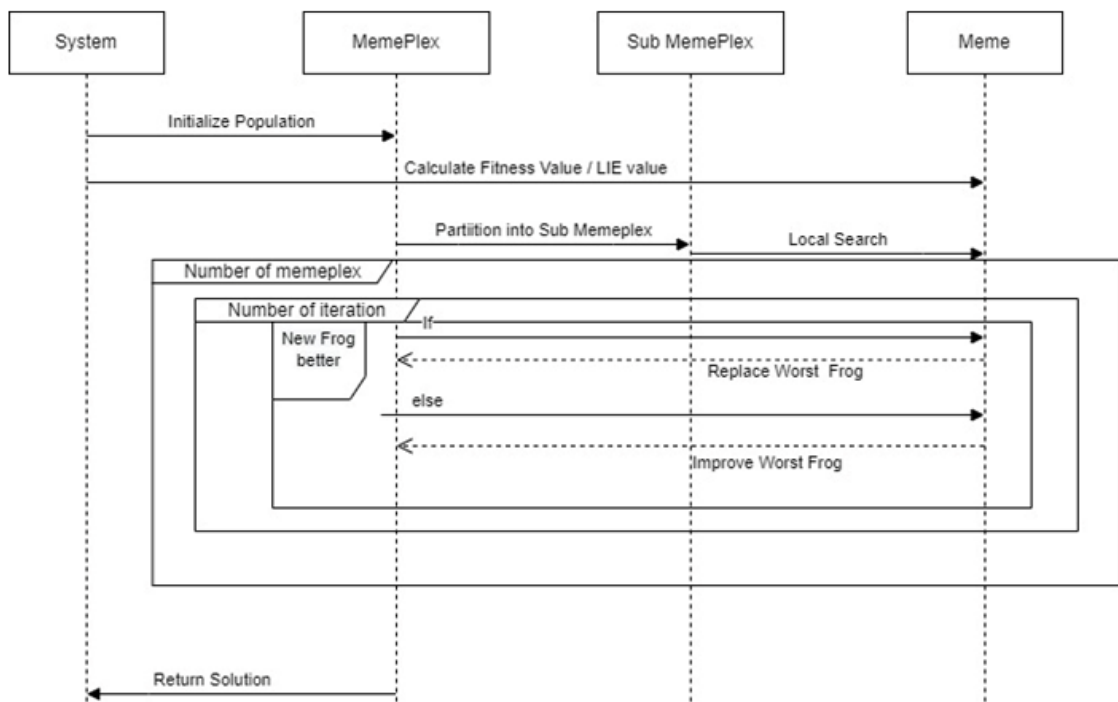 System
MemePlex
Sub MemePlex
Meme
Initialize Population
Calculate Fitness Value / LIE value
Partiition into Sub Memeplex
Local Search
Number of memeplex
Number of iteration
If
New Frog
better
Replace Worst Frog
else
Improve Worst Frog
Return Solution